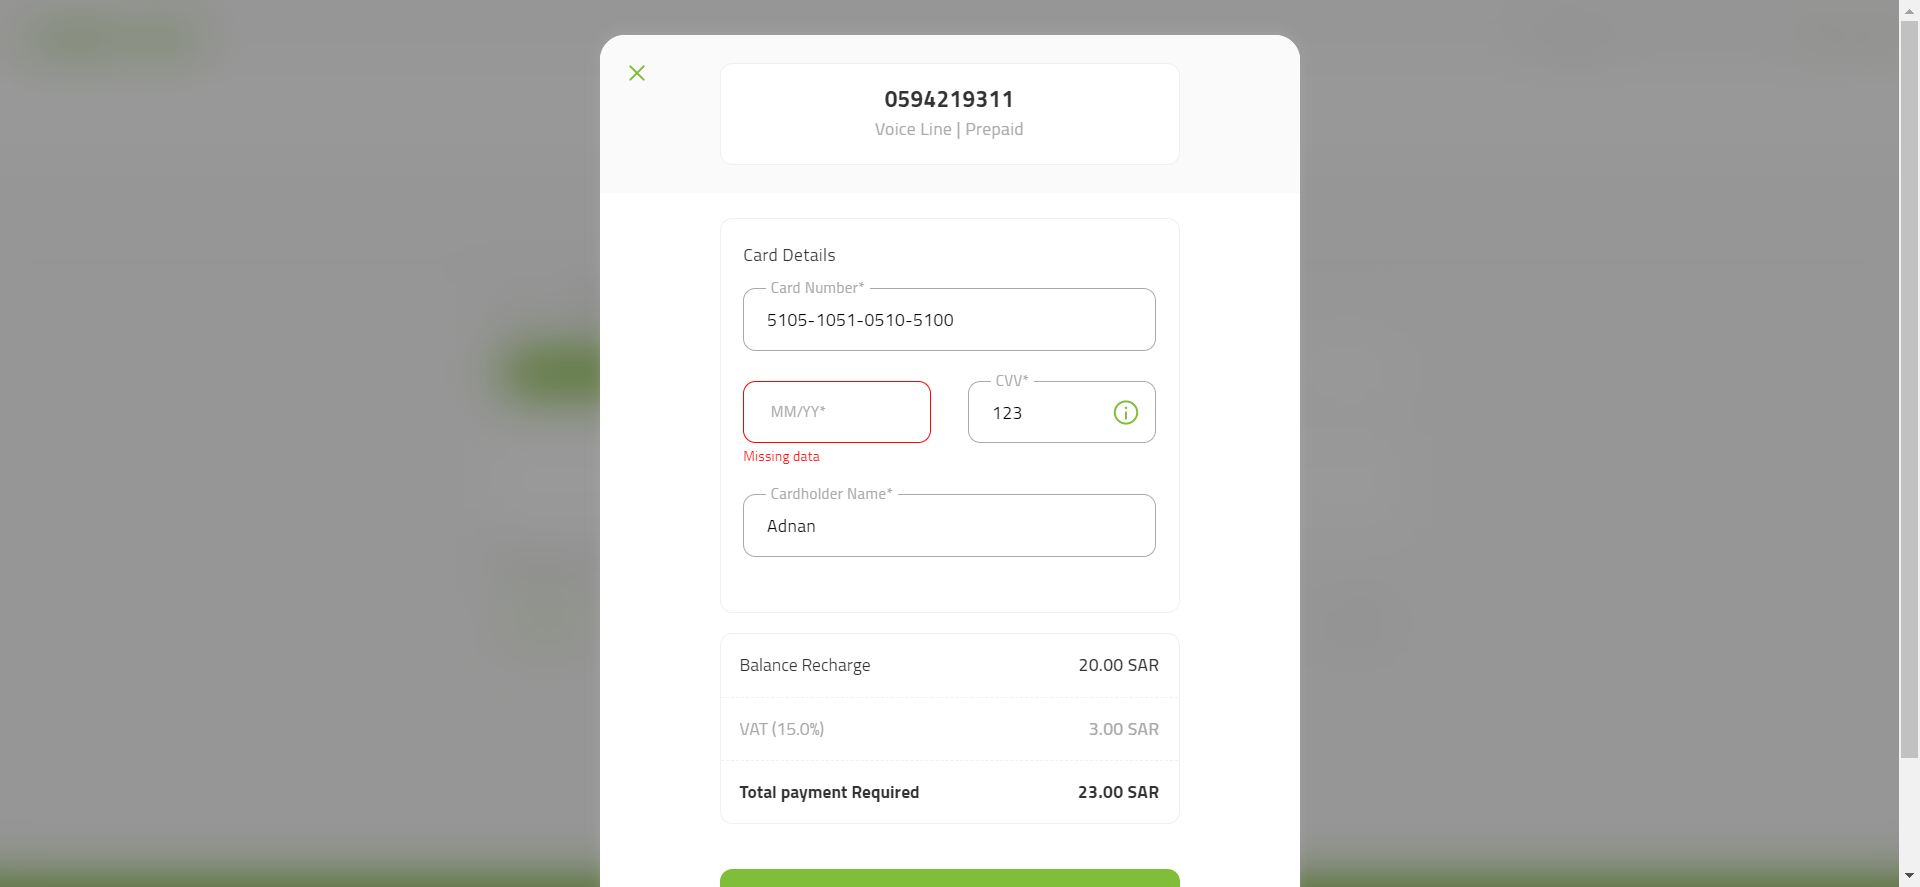 0594219311
Voice Line | Prepaid
Card Details
Card Number*
5105-1051-0510-5100
MM/YY*
CVV*
123
Missing data
Cardholder Name*
Adnan
Balance Recharge 20.00 SAR
VAT (15.0%) 3.00 SAR
Total payment Required 23.00 SAR